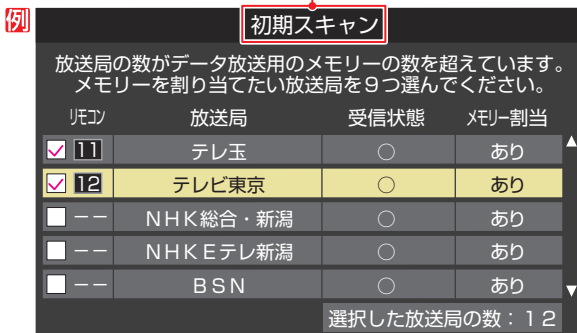 例
初期スキャン
放送局の数がデータ放送用のメモリーの数を超えています。
メモリーを割り当てたい放送局を９つ選んでください。
リモコン 放送局 受信状態 メモリー割当
11 テレ玉 ○ あり
12 テレビ東京 ○ あり
−− ＮＨＫ総合・新潟 ○ あり
−− ＮＨＫＥテレ新潟 ○ あり
−− ＢＳＮ ○ あり
選択した放送局の数：１２